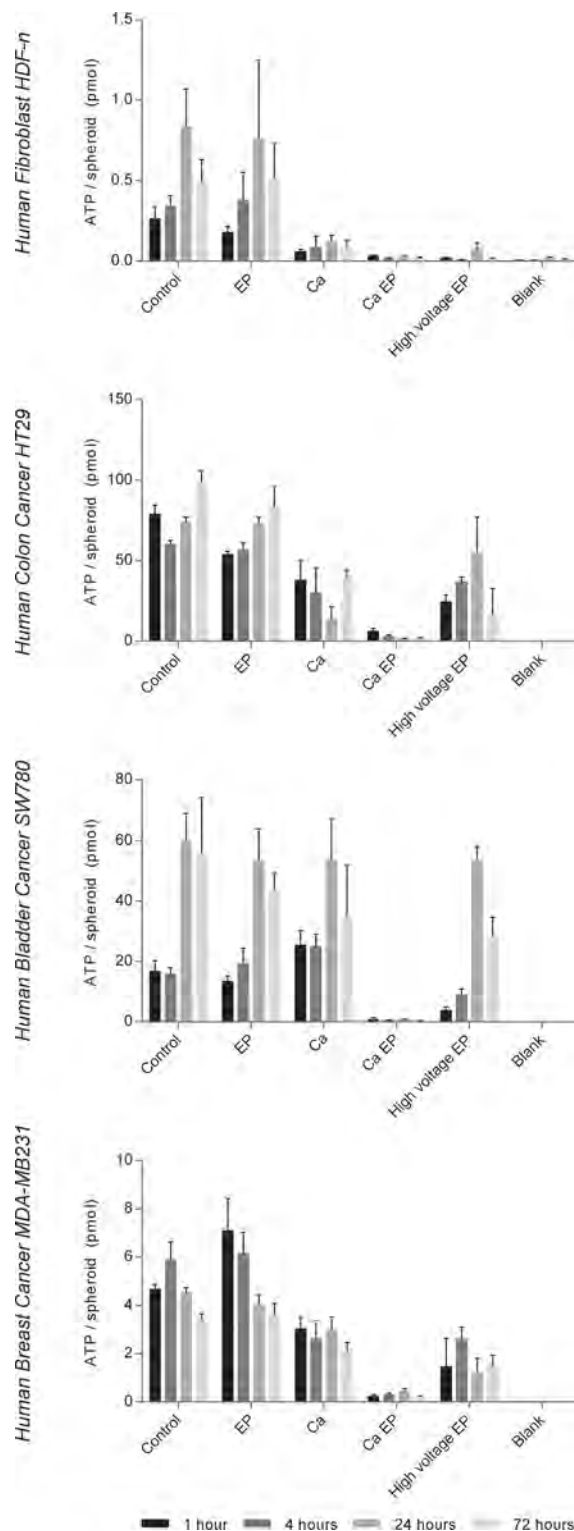 Human Fibroblast HDF-n
ATP / spheroid (pmol)
1.5
1.0
0.5
0.0
Control
EP
Ca
Ca EP
High voltage EP
Blank
Human Colon Cancer HT29
ATP / spheroid (pmol)
150
100
50
0
Control
EP
Ca
Ca EP
High voltage EP
Blank
Human Bladder Cancer SW780
ATP / spheroid (pmol)
80
60
40
20
0
Control
EP
Ca
Ca EP
High voltage EP
Blank
Human Breast Cancer MDA-MB231
ATP / spheroid (pmol)
10
8
6
4
2
0
Control
EP
Ca
Ca EP
High voltage EP
Blank
1 hour 4 hours 24 hours 72 hours